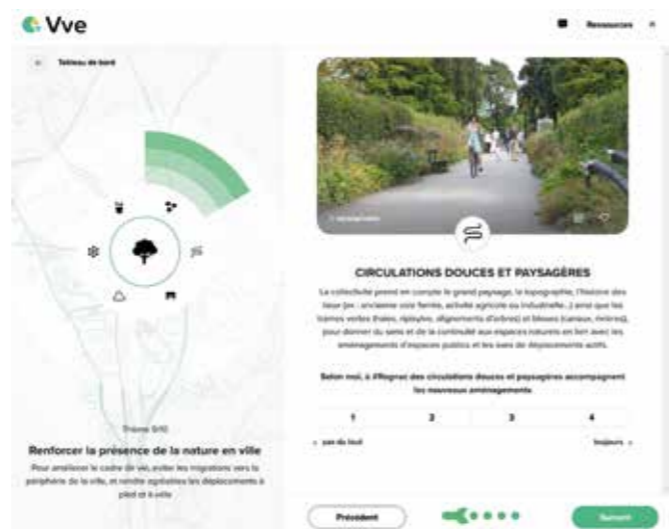 Vve
Ressources
Tableau de bord
CIRCULATIONS DOUCES ET PAYSAGÈRES
La collectivité prend en compte le grand paysage, la topographie, l'histoire des
lieux (ex : ancienne voie ferrée, activité agricole ou industrielle...) ainsi que les
trames vertes (haies, ripisylve, alignements d'arbres) et bleues (canaux, rivières),
pour donner du sens et de la continuité aux espaces naturels en lien avec les
aménagements d'espaces publics et les axes de déplacements actifs.
Selon moi, à #Rognac des circulations douces et paysagères accompagnent
les nouveaux aménagements
1 2 3 4
< pas du tout toujours >
Thème 9/10
Renforcer la présence de la nature en ville
Pour améliorer le cadre de vie, éviter les migrations vers la
périphérie de la ville, et rendre agréables les déplacements à
pied et à vélo
Précédent
Suivant